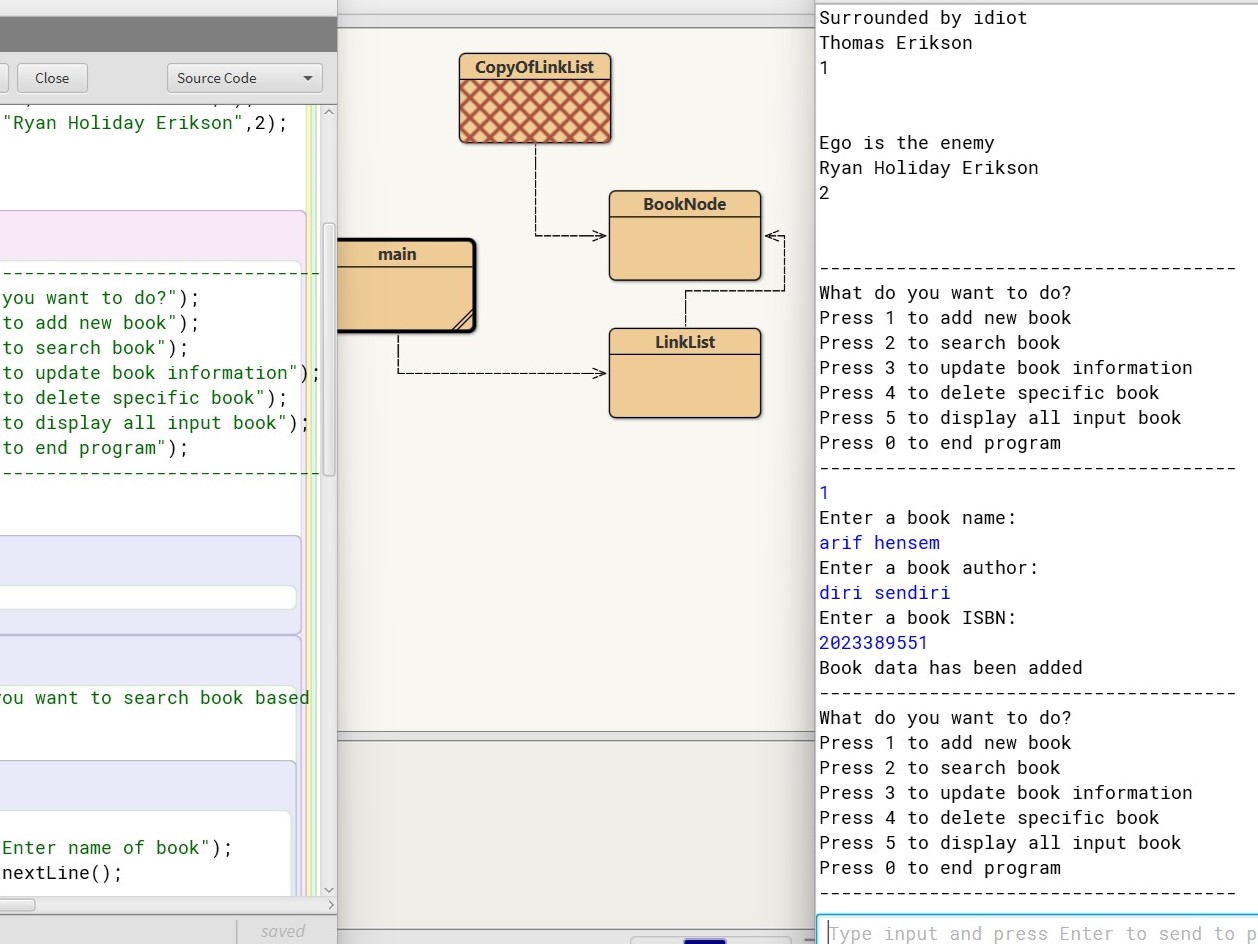 Close
Source Code
"Ryan Holiday Erikson",2);
---------------------------------
you want to do?");
to add new book");
to search book");
to update book information");
to delete specific book");
to display all input book");
to end program");
---------------------------------
you want to search book based
Enter name of book");
nextLine();
saved
CopyOfLinkList
BookNode
main
LinkList
Surrounded by idiot
Thomas Erikson
1
Ego is the enemy
Ryan Holiday Erikson
2
--------------------------------------
What do you want to do?
Press 1 to add new book
Press 2 to search book
Press 3 to update book information
Press 4 to delete specific book
Press 5 to display all input book
Press 0 to end program
--------------------------------------
1
Enter a book name:
arif hensem
Enter a book author:
diri sendiri
Enter a book ISBN:
2023389551
Book data has been added
--------------------------------------
What do you want to do?
Press 1 to add new book
Press 2 to search book
Press 3 to update book information
Press 4 to delete specific book
Press 5 to display all input book
Press 0 to end program
--------------------------------------
Type input and press Enter to send to p